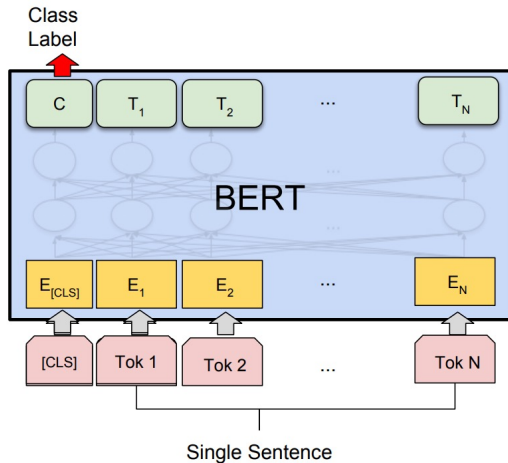 Class
Label
C T1 T2 ... TN
...
BERT
...
E[CLS] E1 E2 ... EN
[CLS] Tok 1 Tok 2 ... Tok N
Single Sentence